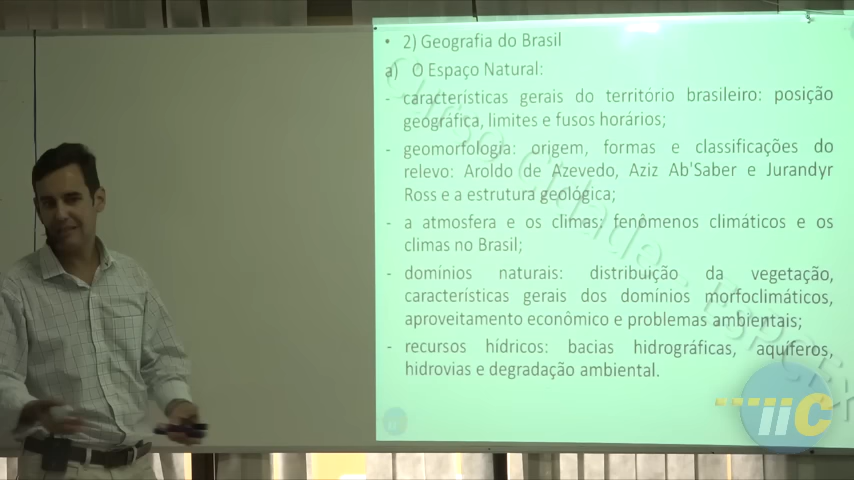 • 2) Geografia do Brasil
a) O Espaço Natural:
- características gerais do território brasileiro: posição
geográfica, limites e fusos horários;
- geomorfologia: origem, formas e classificações do
relevo: Aroldo de Azevedo, Aziz Ab'Saber e Jurandyr
Ross e a estrutura geológica;
- a atmosfera e os climas: fenômenos climáticos e os
climas no Brasil;
- domínios naturais: distribuição da vegetação,
características gerais dos domínios morfoclimáticos,
aproveitamento econômico e problemas ambientais;
- recursos hídricos: bacias hidrográficas, aquíferos,
hidrovias e degradação ambiental.
iiC